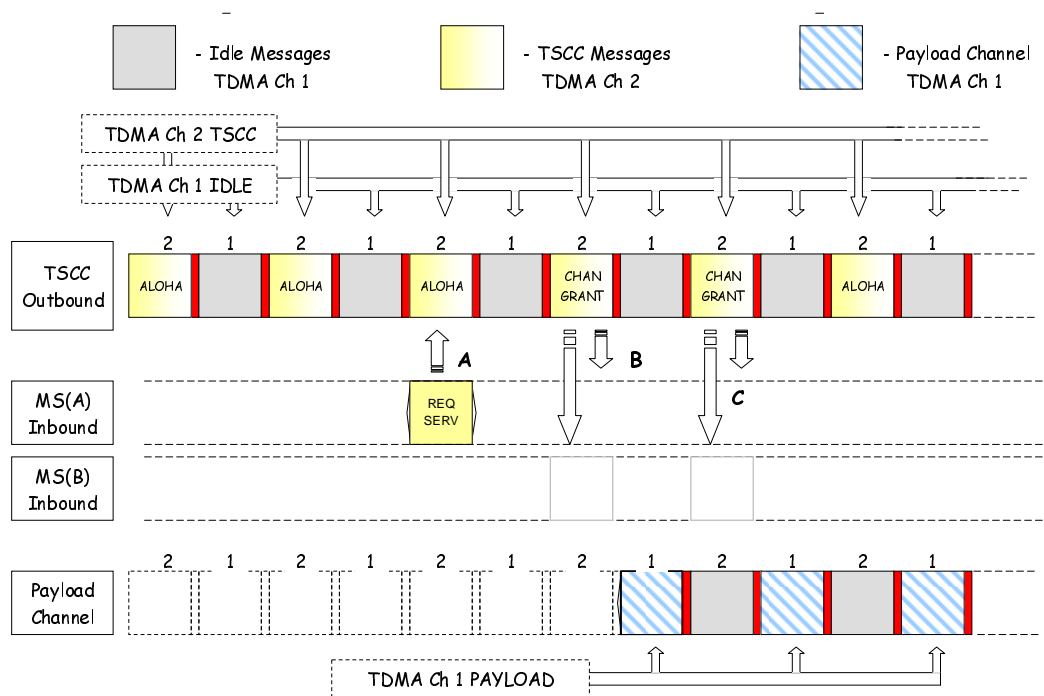 - Idle Messages
TDMA Ch 1
- TSCC Messages
TDMA Ch 2
- Payload Channel
TDMA Ch 1
TDMA Ch 2 TSCC
TDMA Ch 1 IDLE
2 1 2 1 2 1 2 1 2 1 2 1
TSCC
Outbound
ALOHA
ALOHA
ALOHA
CHAN
GRANT
CHAN
GRANT
ALOHA
A
B
C
MS(A)
Inbound
REQ
SERV
MS(B)
Inbound
2 1 2 1 2 1 2 1 2 1 2 1
Payload
Channel
TDMA Ch 1 PAYLOAD